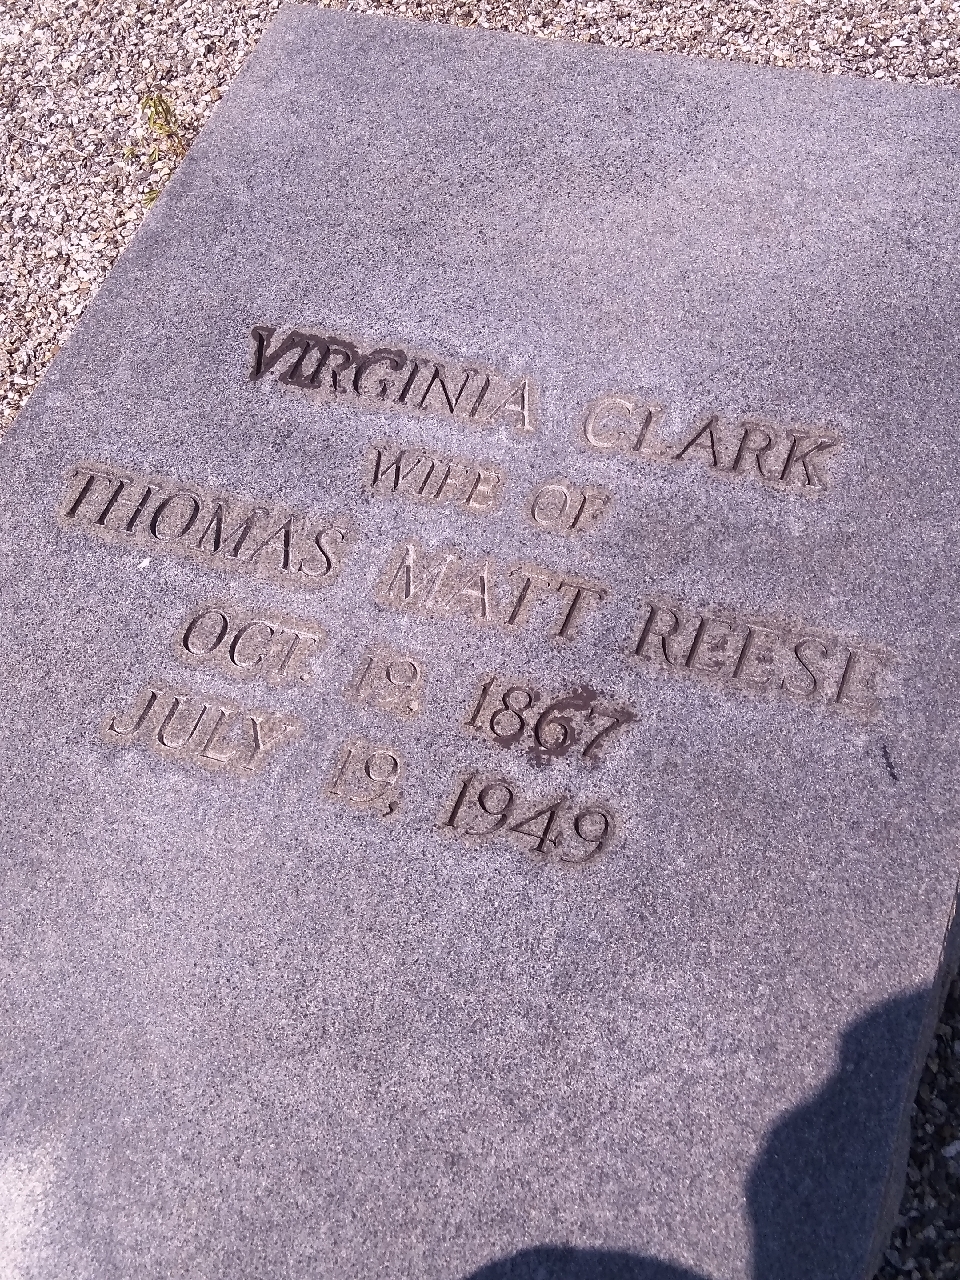 VIRGINIA CLARK
WIFE OF
THOMAS MATT REESE
OCT. 19, 1867
JULY 19, 1949